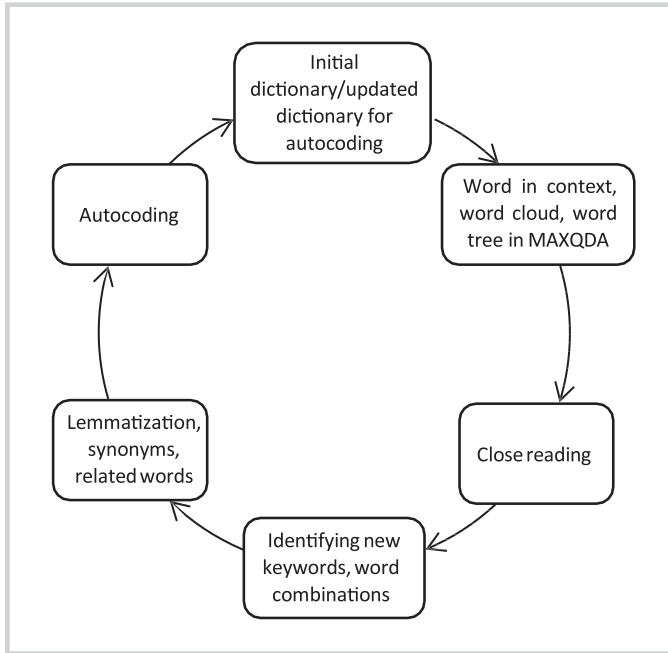 Initial
dictionary/updated
dictionary for
autocoding
Word in context,
word cloud, word
tree in MAXQDA
Close reading
Identifying new
keywords, word
combinations
Lemmatization,
synonyms,
related words
Autocoding